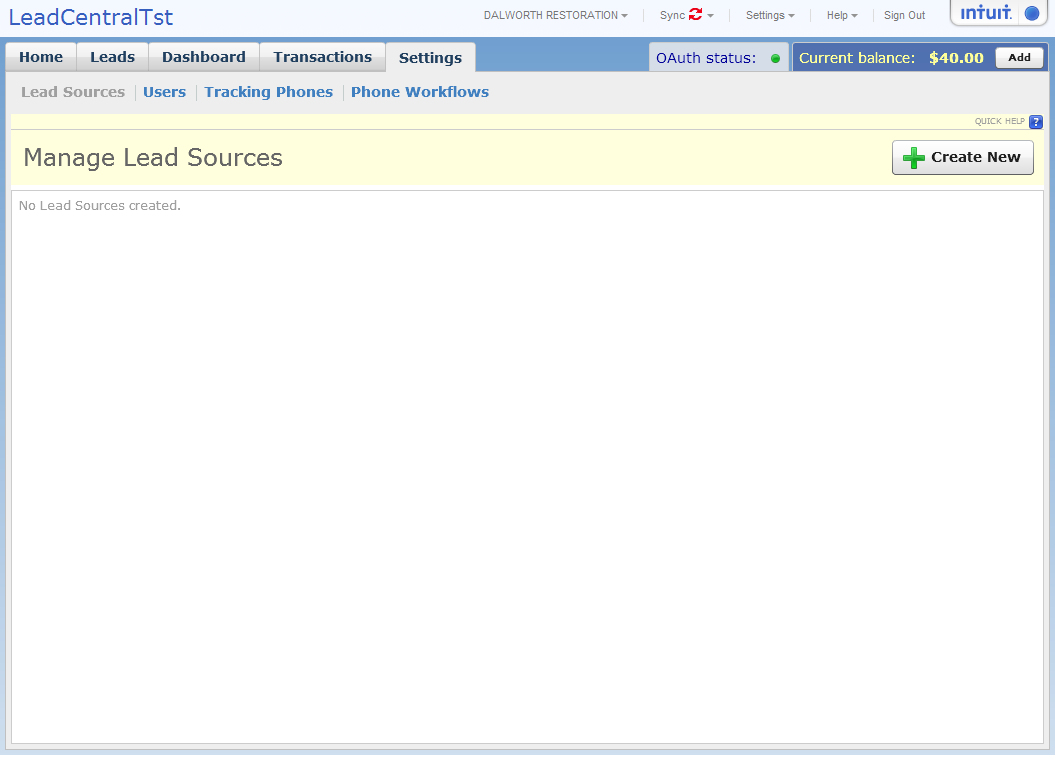 LeadCentralTst
DALWORTH RESTORATION Sync Settings Help Sign Out intuit.
Home Leads Dashboard Transactions Settings OAuth status: Current balance: $40.00 Add
Lead Sources Users Tracking Phones Phone Workflows
QUICK HELP ?
Manage Lead Sources Create New
No Lead Sources created.